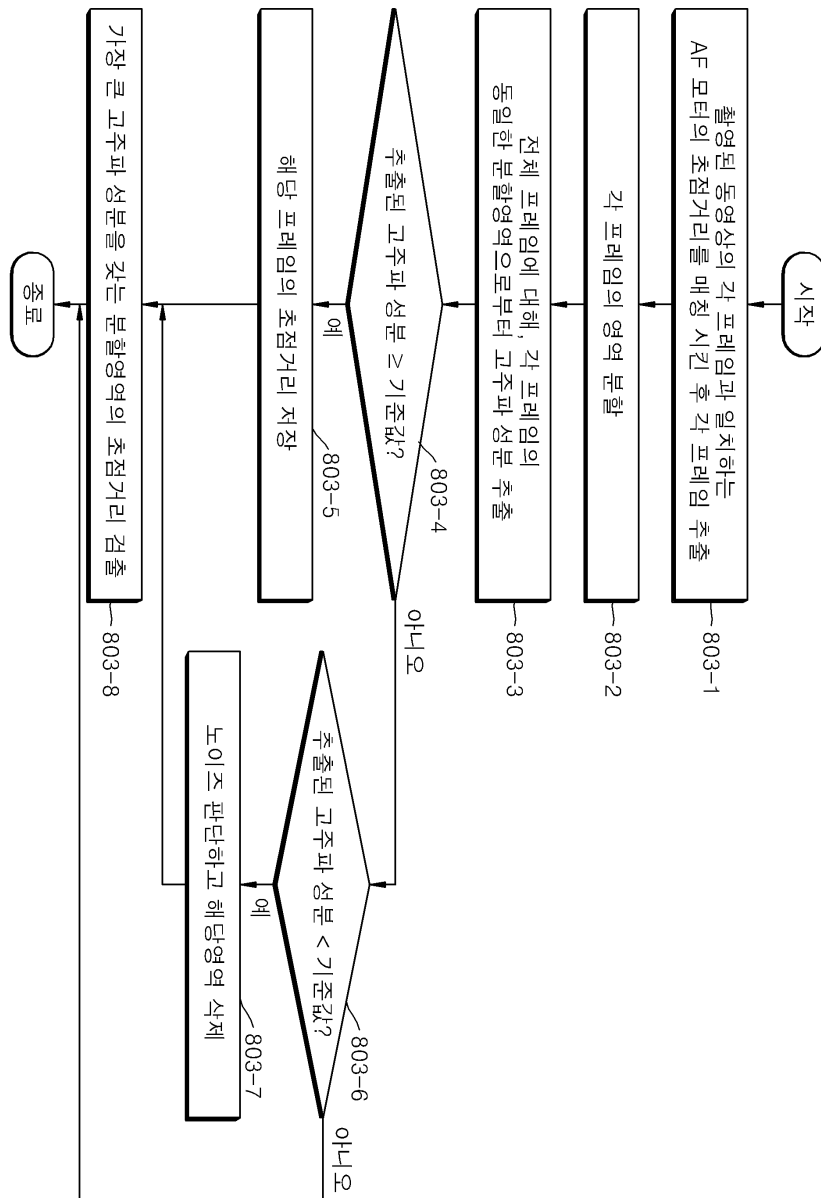 시작
촬영된 동영상의 각 프레임과 일치하는
AF 모터의 초점거리를 매칭 시킨 후 각 프레임 추출
803-1
각 프레임의 영역 분할
803-2
전체 프레임에 대해, 각 프레임의
동일한 분할영역으로부터, 고주파 성분 추출
803-3
추출된 고주파 성분 ≥ 기준값?
803-4
아니오
예
해당 프레임의 초점거리 저장
803-5
추출된 고주파 성분 < 기준값?
803-6
아니오
예
노이즈 판단하고 해당영역 삭제
803-7
가장 큰 고주파 성분을 갖는 분할영역의 초점거리 검출
803-8
종료